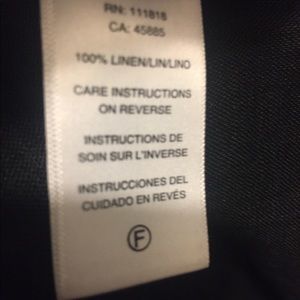 RN: 111818
CA: 45885
100% LINEN/LIN/LINO
CARE INSTRUCTIONS
ON REVERSE
INSTRUCTIONS DE
SOIN SUR L'INVERSE
INSTRUCCIONES DEL
CUIDADO EN REVÉS
F